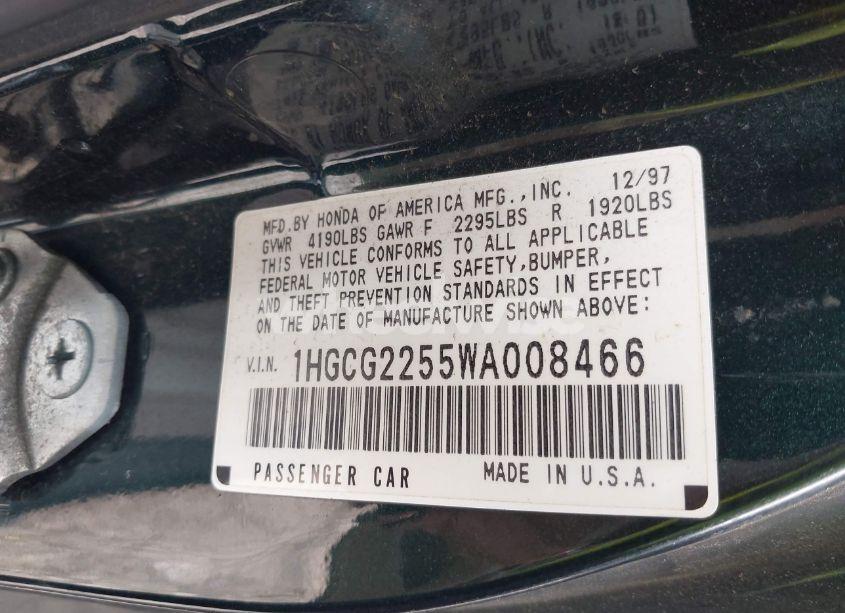 MFD.BY HONDA OF AMERICA MFG.,INC. 12/97
GVWR 4190LBS GAWR F 2295LBS R 1920LBS
THIS VEHICLE CONFORMS TO ALL APPLICABLE
FEDERAL MOTOR VEHICLE SAFETY,BUMPER,
AND THEFT PREVENTION STANDARDS IN EFFECT
ON THE DATE OF MANUFACTURE SHOWN ABOVE:
V.I.N. 1HGCG2255WA008466
PASSENGER CAR MADE IN U.S.A.